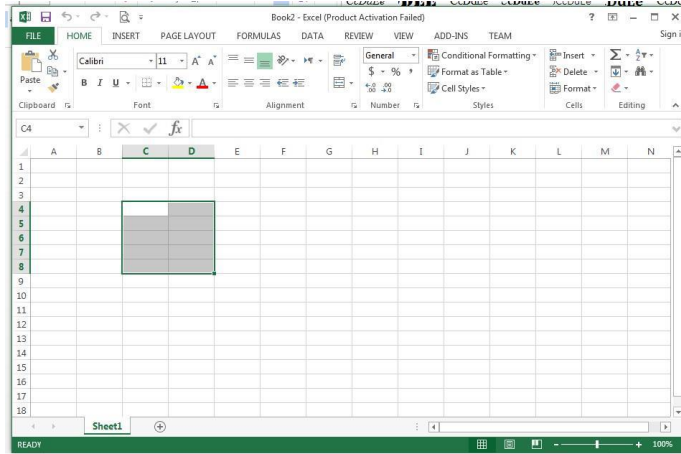 Book2 - Excel (Product Activation Failed)
FILE HOME INSERT PAGE LAYOUT FORMULAS DATA REVIEW VIEW ADD-INS TEAM Sign i
Paste
Calibri 11 A A
B I U A
General
$ - % ,
.00 .00
Conditional Formatting
Format as Table
Cell Styles
Insert
Delete
Format
Clipboard Font Alignment Number Styles Cells Editing
C4 fx
A B C D E F G H I J K L M N
1
2
3
4
5
6
7
8
9
10
11
12
13
14
15
16
17
18
Sheet1
READY 100%